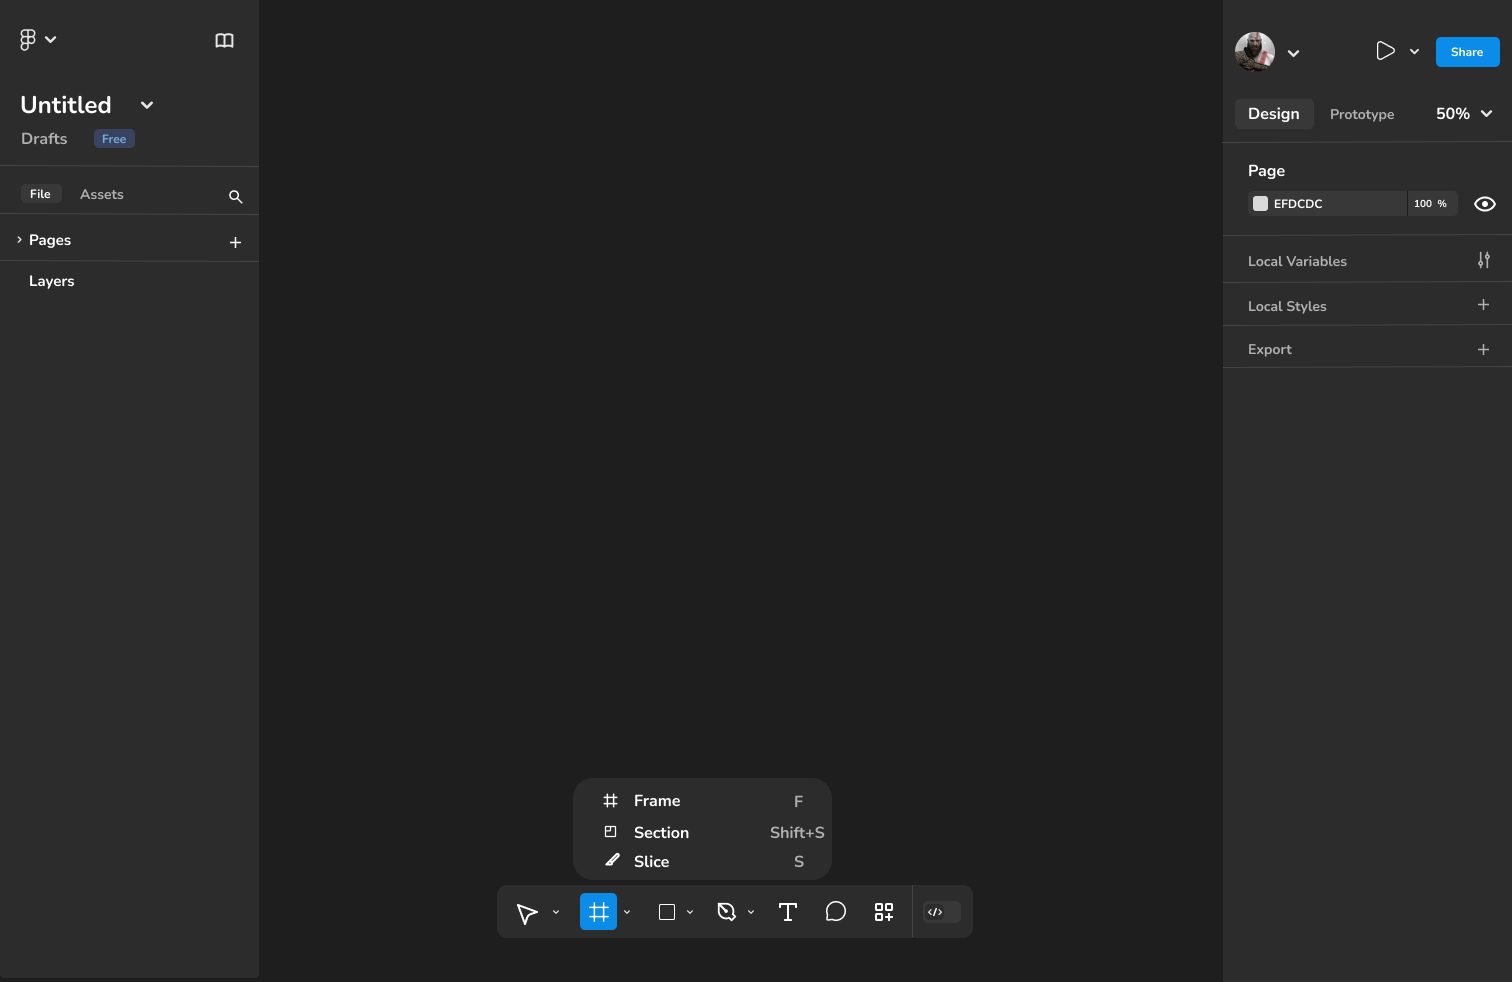 Untitled
Drafts Free
File Assets
Pages
Layers
Share
Design Prototype 50%
Page
EFDCDC 100 %
Local Variables
Local Styles
Export
Frame F
Section Shift+S
Slice S
T
</>